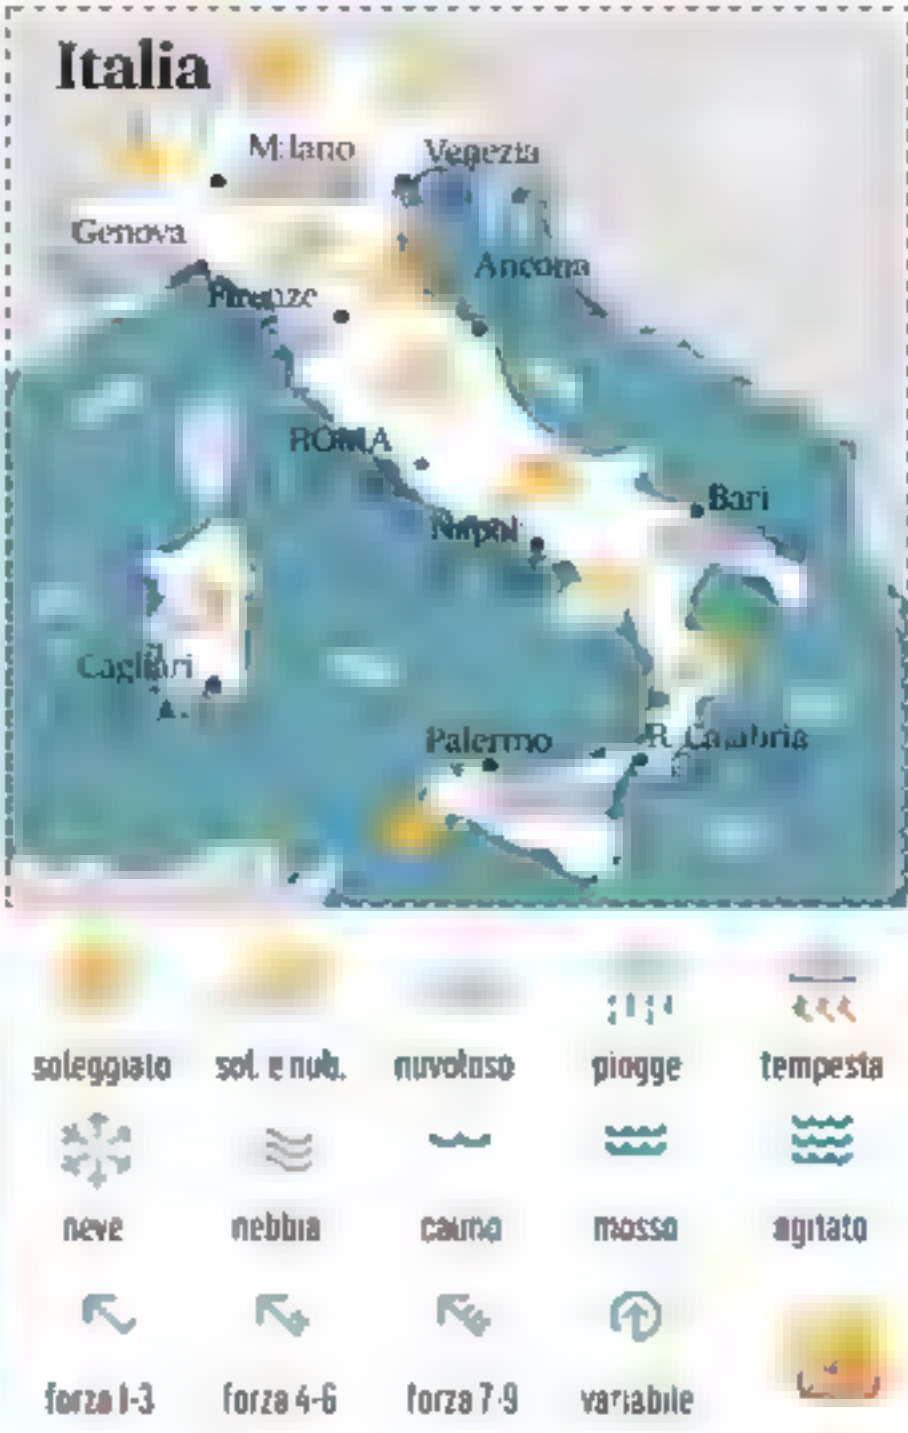 Italia
Milano
Venezia
Genova
Ancona
Firenze
ROMA
Bari
Napoli
Cagliari
Palermo
R. Calabria
soleggiato sol. e nub. nuvoloso piogge tempesta
neve nebbia calmo mosso agitato
forza 1-3 forza 4-6 forza 7-9 variabile